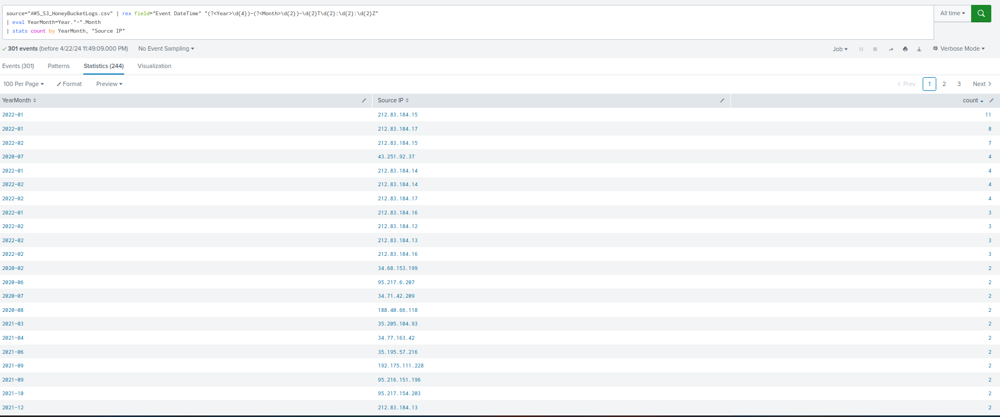 source="AWS_S3_HoneyBucketLogs.csv" | rex field="Event DateTime" "(?<Year>\d{4})-(?<Month>\d{2})-\d{2}T\d{2}:\d{2}:\d{2}Z"
| eval YearMonth=Year."-".Month
| stats count by YearMonth, "Source IP"
All time
301 events (before 4/22/24 11:49:09.000 PM) No Event Sampling
Job Verbose Mode
Events (301) Patterns Statistics (244) Visualization
100 Per Page Format Preview
Prev 1 2 3 Next
YearMonth Source IP count
2022-01 212.83.184.15 11
2022-01 212.83.184.17 8
2022-02 212.83.184.15 7
2020-07 43.251.92.37 4
2022-01 212.83.184.14 4
2022-02 212.83.184.14 4
2022-02 212.83.184.17 4
2022-01 212.83.184.16 3
2022-02 212.83.184.12 3
2022-02 212.83.184.13 3
2022-02 212.83.184.16 3
2020-02 34.68.153.199 2
2020-06 95.217.6.207 2
2020-07 34.71.42.209 2
2020-08 188.40.66.118 2
2021-03 35.205.104.93 2
2021-04 34.77.163.42 2
2021-06 35.195.57.216 2
2021-09 192.175.111.228 2
2021-09 95.216.151.196 2
2021-10 95.217.154.203 2
2021-12 212.83.184.13 2